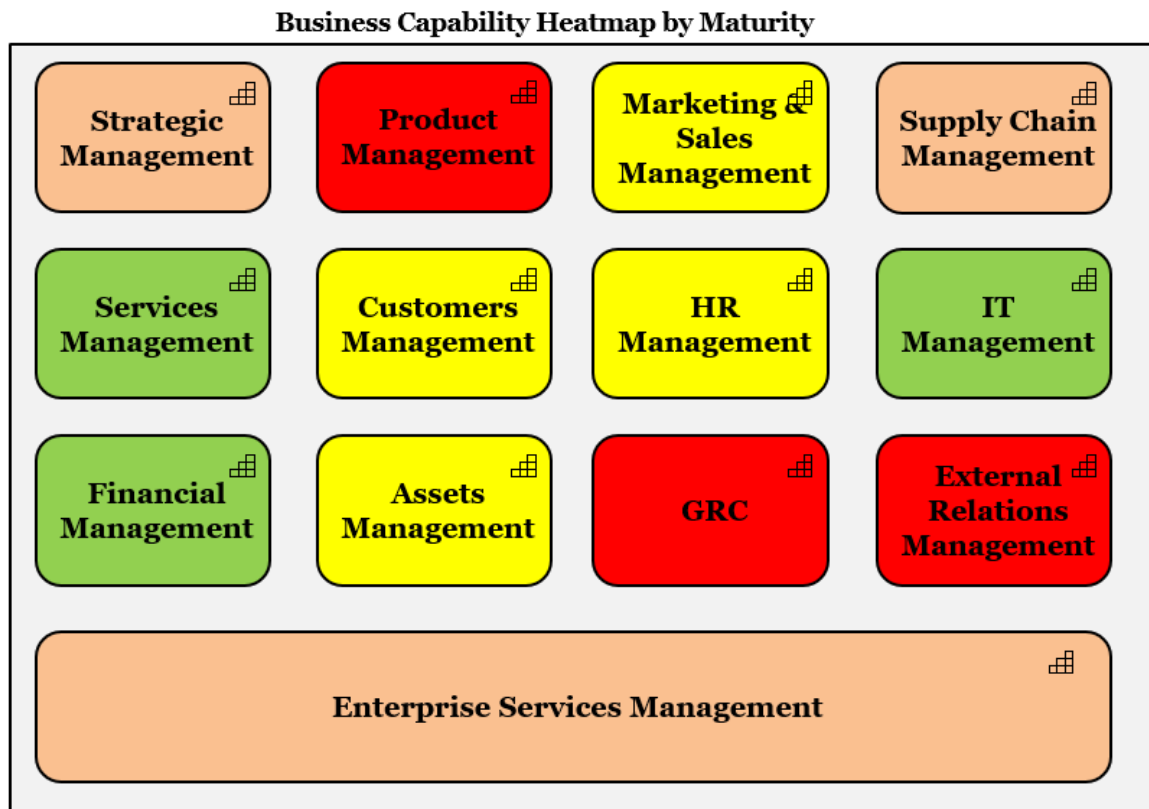 Business Capability Heatmap by Maturity
Strategic
Management
Product
Management
Marketing &
Sales
Management
Supply Chain
Management
Services
Management
Customers
Management
HR
Management
IT
Management
Financial
Management
Assets
Management
GRC
External
Relations
Management
Enterprise Services Management